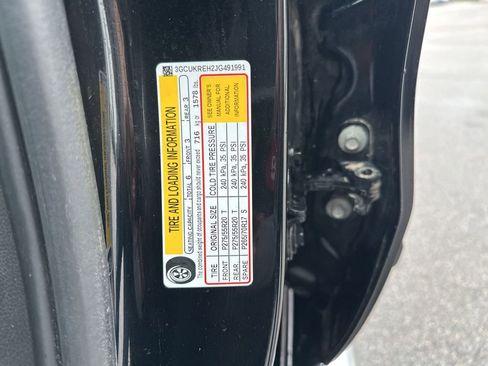 3GCUKREH2JG491991
TIRE AND LOADING INFORMATION
SEATING CAPACITY TOTAL 6 FRONT 3 REAR 3
The combined weight of occupants and cargo should never exceed 716 kg or 1578 lbs.
TIRE ORIGINAL SIZE COLD TIRE PRESSURE
FRONT P275/55R20 T 240 kPa, 35 PSI
REAR P275/55R20 T 240 kPa, 35 PSI
SPARE P265/70R17 S 240 kPa, 35 PSI
SEE OWNER'S
MANUAL FOR
ADDITIONAL
INFORMATION